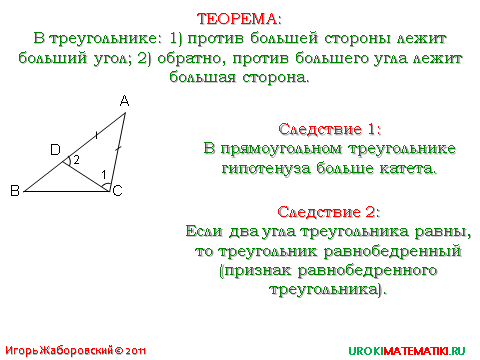 ТЕОРЕМА:
В треугольнике: 1) против большей стороны лежит
больший угол; 2) обратно, против большего угла лежит
большая сторона.
A
D
2
1
B
C
Следствие 1:
В прямоугольном треугольнике
гипотенуза больше катета.
Следствие 2:
Если два угла треугольника равны,
то треугольник равнобедренный
(признак равнобедренного
треугольника).
Игорь Жаборовский © 2011
UROKIMATEMATIKI.RU